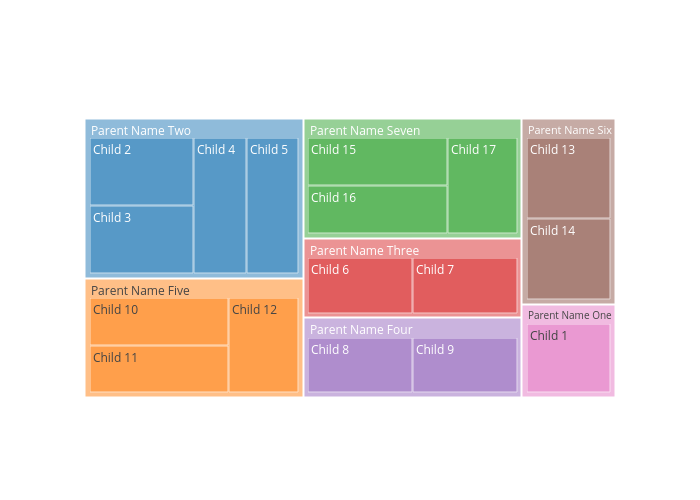 Parent Name Two
Child 2
Child 3
Child 4
Child 5
Parent Name Five
Child 10
Child 11
Child 12
Parent Name Seven
Child 15
Child 16
Child 17
Parent Name Three
Child 6
Child 7
Parent Name Four
Child 8
Child 9
Parent Name Six
Child 13
Child 14
Parent Name One
Child 1